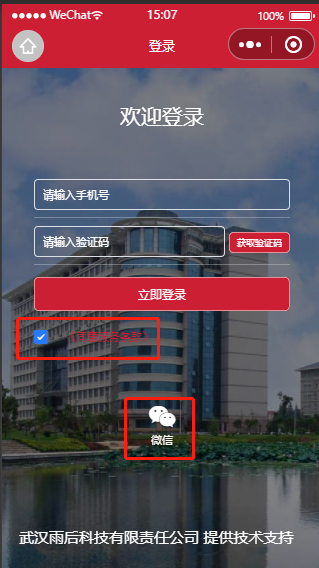 WeChat 15:07 100%
登录
欢迎登录
请输入手机号
请输入验证码 获取验证码
立即登录
微信
武汉雨后科技有限责任公司 提供技术支持